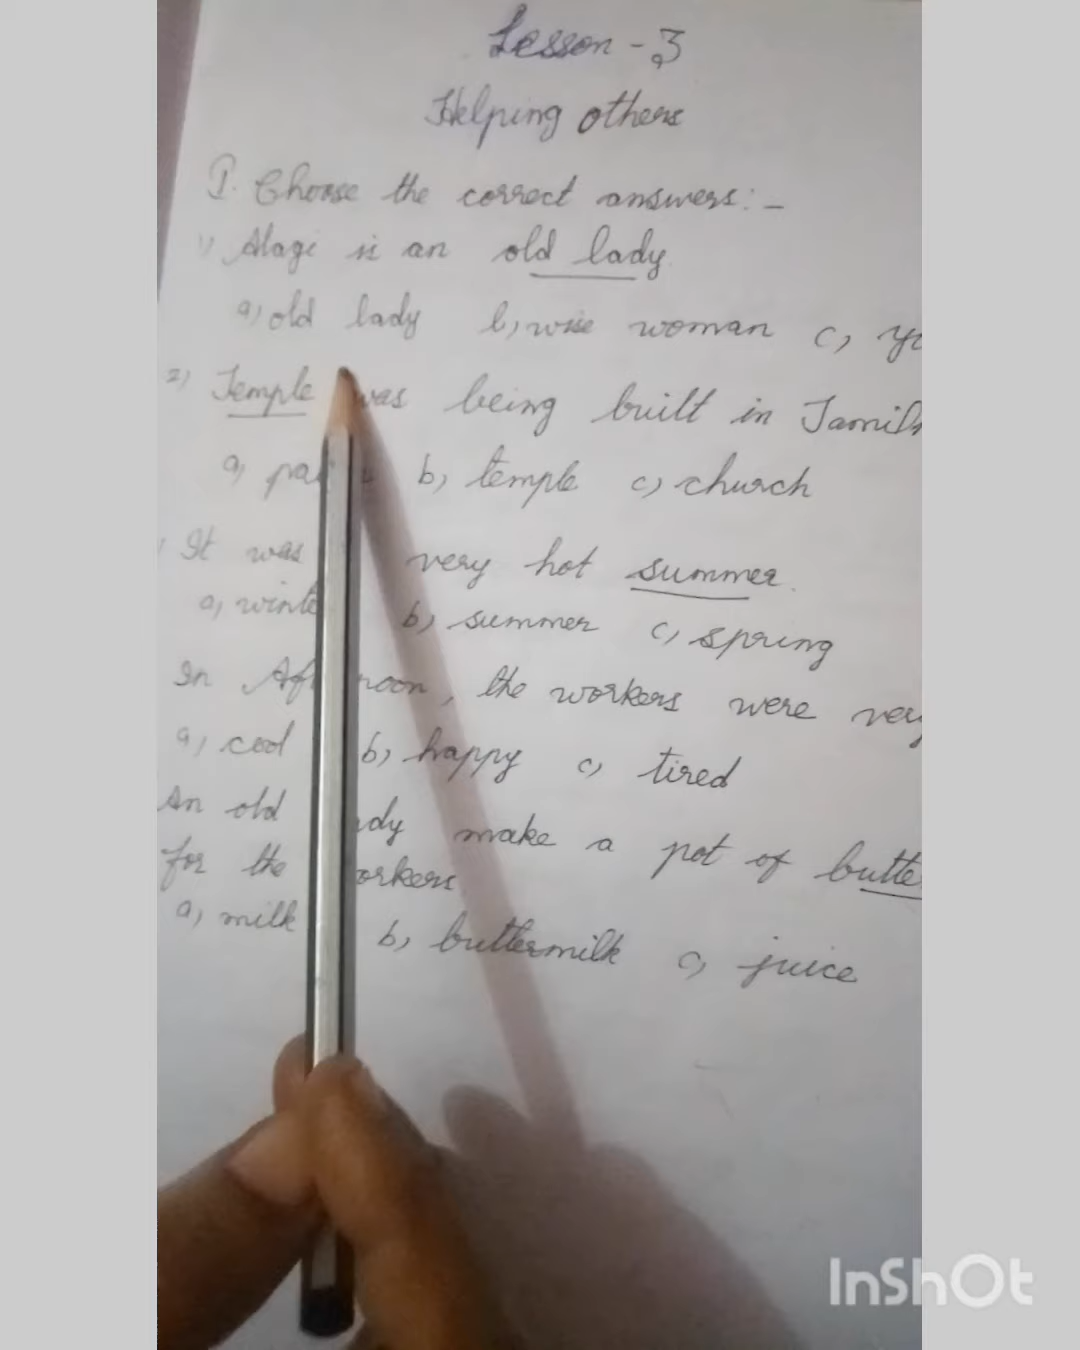 Lesson - 3
Helping others
I. Choose the correct answers:-
1) Alagi is an old lady.
a, old lady b, wise woman c,
2) Temple was being built in
a, b, temple c, church
It was very hot summer.
a, b, summer c, spring
In , the workers were
a, cool b, happy c, tired
An old make a pot of
for the
a, milk b, buttermilk c, juice
InShOt